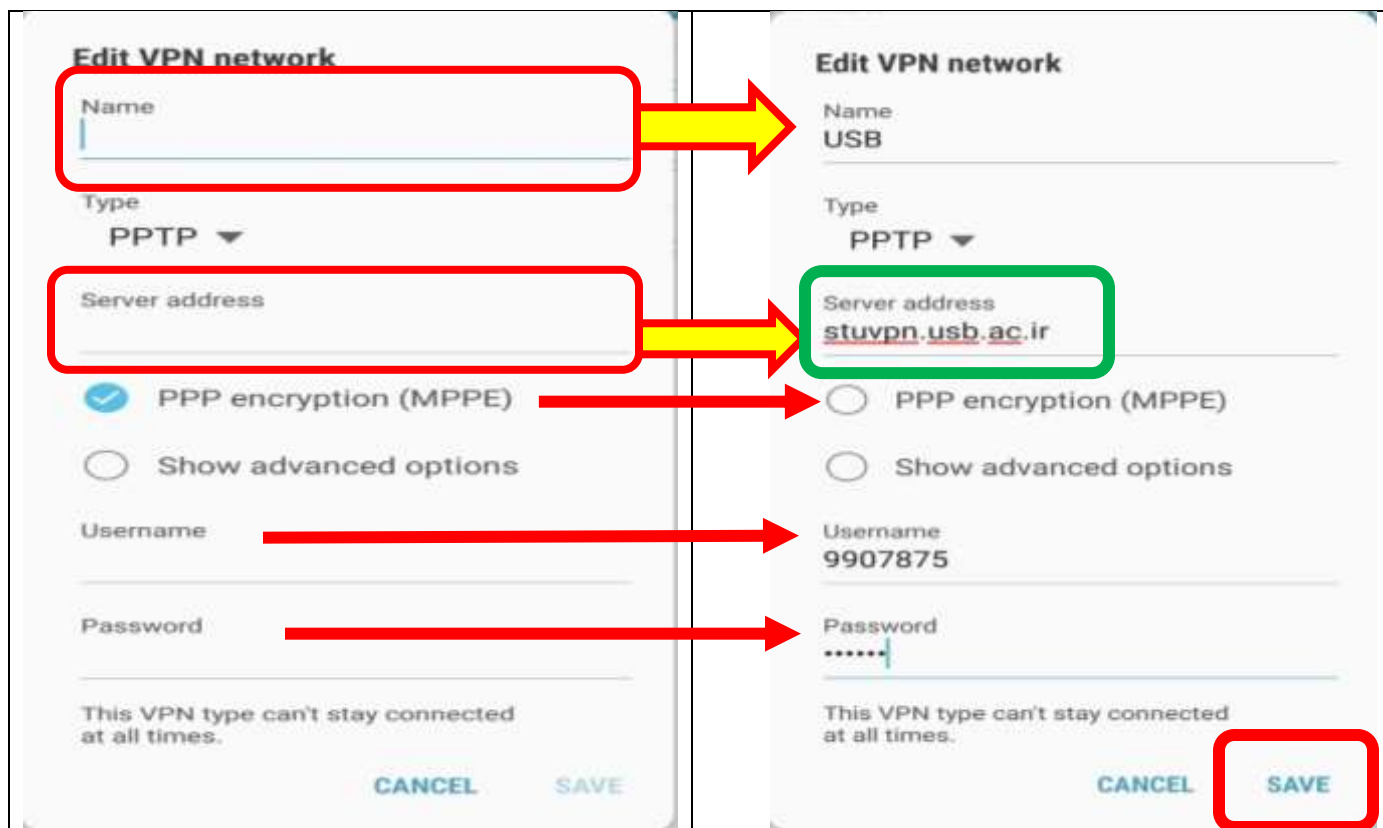 Edit VPN network
Name
Type
PPTP
Server address
PPP encryption (MPPE)
Show advanced options
Username
Password
This VPN type can't stay connected
at all times.
CANCEL SAVE
Edit VPN network
Name
USB
Type
PPTP
Server address
stuvpn.usb.ac.ir
PPP encryption (MPPE)
Show advanced options
Username
9907875
Password
••••••
This VPN type can't stay connected
at all times.
CANCEL SAVE